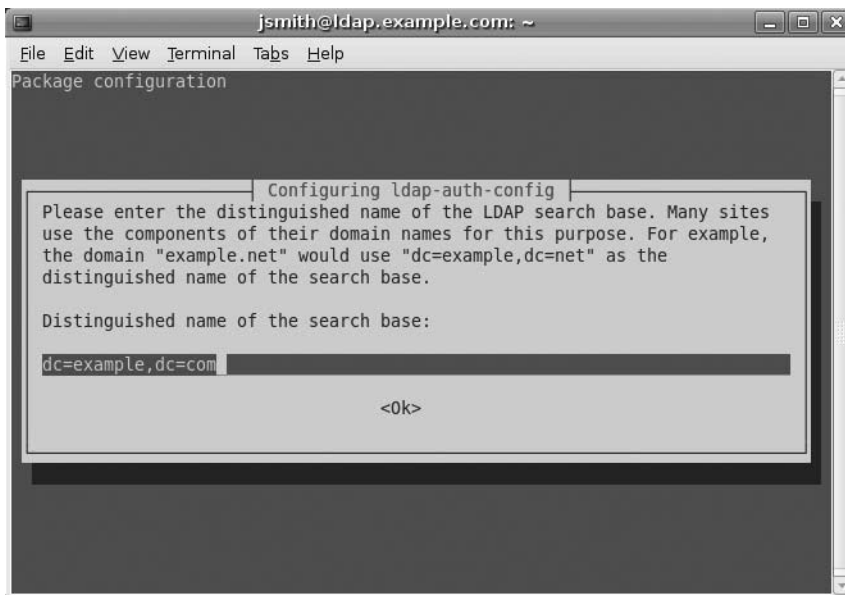 jsmith@ldap.example.com: ~
File Edit View Terminal Tabs Help
Package configuration
Configuring ldap-auth-config
Please enter the distinguished name of the LDAP search base. Many sites
use the components of their domain names for this purpose. For example,
the domain "example.net" would use "dc=example,dc=net" as the
distinguished name of the search base.
Distinguished name of the search base:
dc=example,dc=com
<Ok>